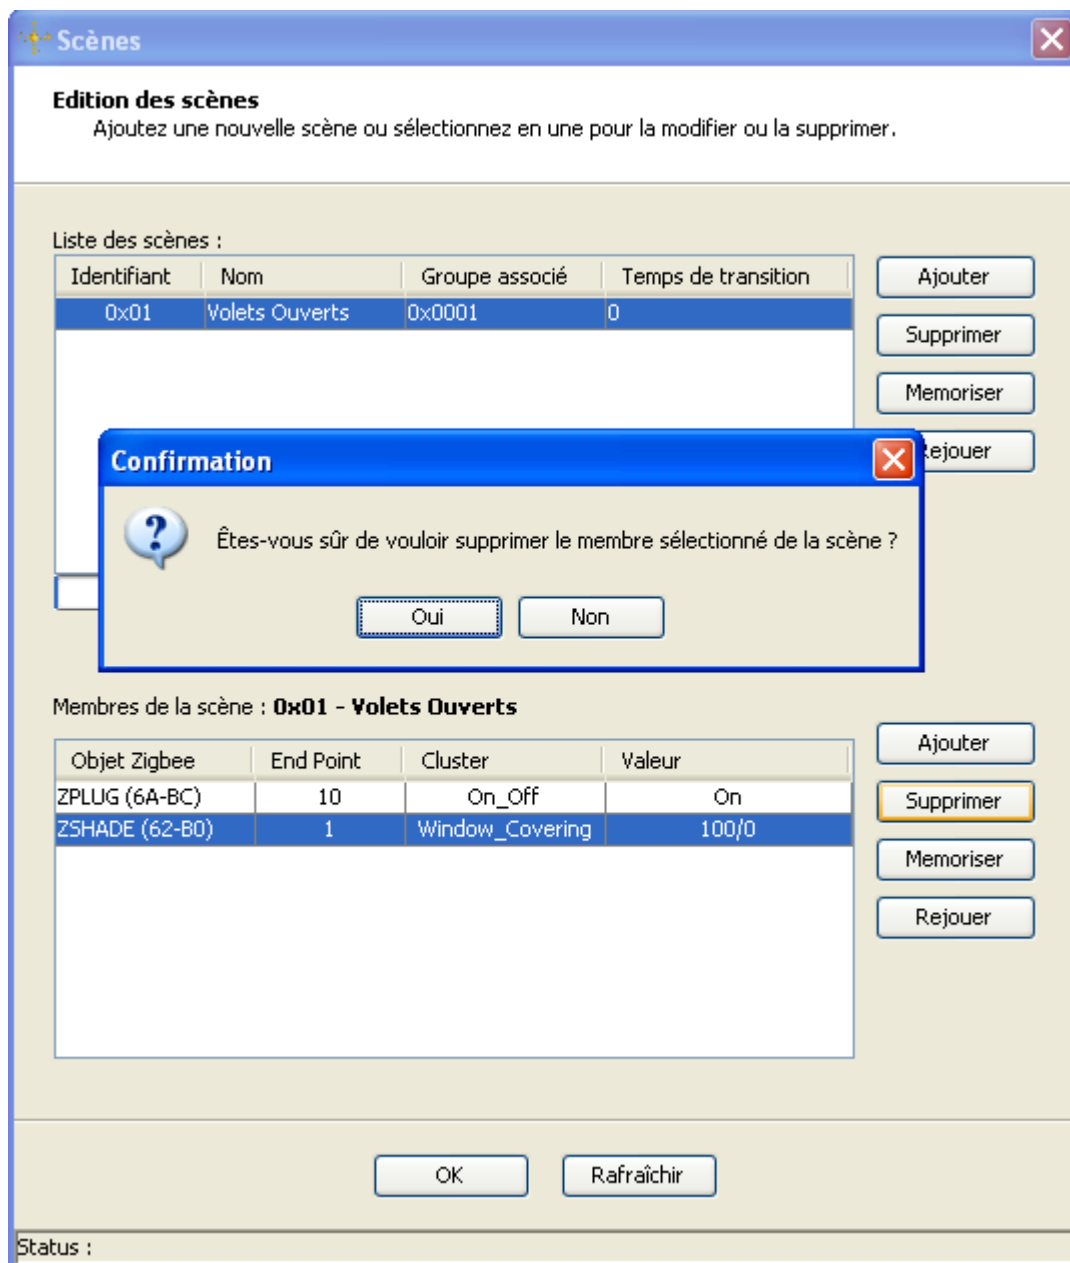 Scènes
Edition des scènes
Ajoutez une nouvelle scène ou sélectionnez en une pour la modifier ou la supprimer.
Liste des scènes :
Identifiant Nom Groupe associé Temps de transition
0x01 Volets Ouverts 0x0001 0
Ajouter
Supprimer
Memoriser
Confirmation
Êtes-vous sûr de vouloir supprimer le membre sélectionné de la scène ?
Oui Non
Membres de la scène : 0x01 - Volets Ouverts
Objet Zigbee End Point Cluster Valeur
ZPLUG (6A-BC) 10 On_Off On
ZSHADE (62-B0) 1 Window_Covering 100/0
Ajouter
Supprimer
Memoriser
Rejouer
OK Rafraîchir
Status :